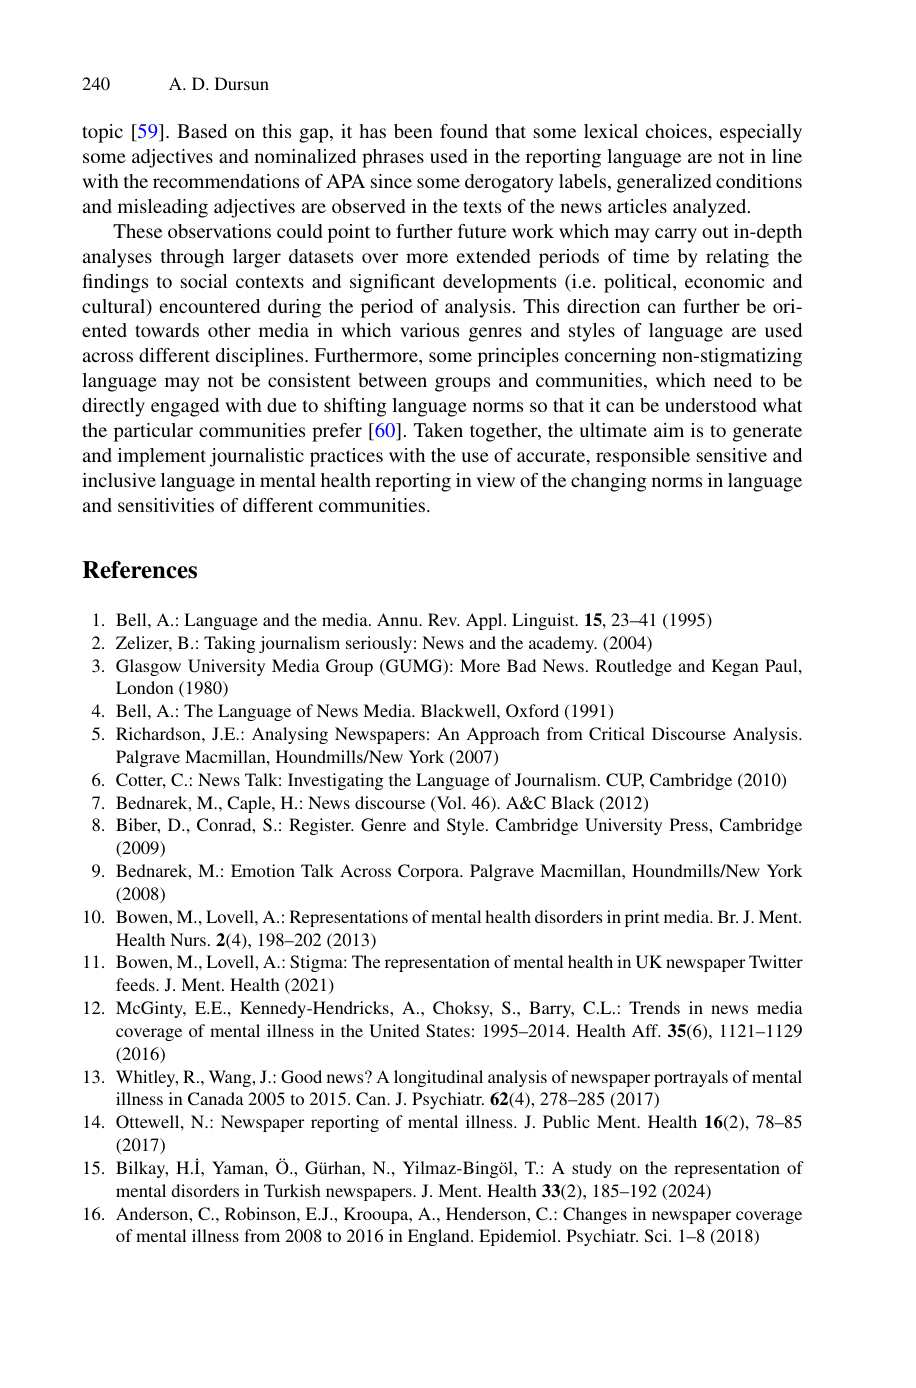 240 A. D. Dursun
topic [59]. Based on this gap, it has been found that some lexical choices, especially
some adjectives and nominalized phrases used in the reporting language are not in line
with the recommendations of APA since some derogatory labels, generalized conditions
and misleading adjectives are observed in the texts of the news articles analyzed.
These observations could point to further future work which may carry out in-depth
analyses through larger datasets over more extended periods of time by relating the
findings to social contexts and significant developments (i.e. political, economic and
cultural) encountered during the period of analysis. This direction can further be ori-
ented towards other media in which various genres and styles of language are used
across different disciplines. Furthermore, some principles concerning non-stigmatizing
language may not be consistent between groups and communities, which need to be
directly engaged with due to shifting language norms so that it can be understood what
the particular communities prefer [60]. Taken together, the ultimate aim is to generate
and implement journalistic practices with the use of accurate, responsible sensitive and
inclusive language in mental health reporting in view of the changing norms in language
and sensitivities of different communities.
References
1. Bell, A.: Language and the media. Annu. Rev. Appl. Linguist. 15, 23–41 (1995)
2. Zelizer, B.: Taking journalism seriously: News and the academy. (2004)
3. Glasgow University Media Group (GUMG): More Bad News. Routledge and Kegan Paul,
London (1980)
4. Bell, A.: The Language of News Media. Blackwell, Oxford (1991)
5. Richardson, J.E.: Analysing Newspapers: An Approach from Critical Discourse Analysis.
Palgrave Macmillan, Houndmills/New York (2007)
6. Cotter, C.: News Talk: Investigating the Language of Journalism. CUP, Cambridge (2010)
7. Bednarek, M., Caple, H.: News discourse (Vol. 46). A&C Black (2012)
8. Biber, D., Conrad, S.: Register. Genre and Style. Cambridge University Press, Cambridge
(2009)
9. Bednarek, M.: Emotion Talk Across Corpora. Palgrave Macmillan, Houndmills/New York
(2008)
10. Bowen, M., Lovell, A.: Representations of mental health disorders in print media. Br. J. Ment.
Health Nurs. 2(4), 198–202 (2013)
11. Bowen, M., Lovell, A.: Stigma: The representation of mental health in UK newspaper Twitter
feeds. J. Ment. Health (2021)
12. McGinty, E.E., Kennedy-Hendricks, A., Choksy, S., Barry, C.L.: Trends in news media
coverage of mental illness in the United States: 1995–2014. Health Aff. 35(6), 1121–1129
(2016)
13. Whitley, R., Wang, J.: Good news? A longitudinal analysis of newspaper portrayals of mental
illness in Canada 2005 to 2015. Can. J. Psychiatr. 62(4), 278–285 (2017)
14. Ottewell, N.: Newspaper reporting of mental illness. J. Public Ment. Health 16(2), 78–85
(2017)
15. Bilkay, H.İ, Yaman, Ö., Gürhan, N., Yilmaz-Bingöl, T.: A study on the representation of
mental disorders in Turkish newspapers. J. Ment. Health 33(2), 185–192 (2024)
16. Anderson, C., Robinson, E.J., Krooupa, A., Henderson, C.: Changes in newspaper coverage
of mental illness from 2008 to 2016 in England. Epidemiol. Psychiatr. Sci. 1–8 (2018)